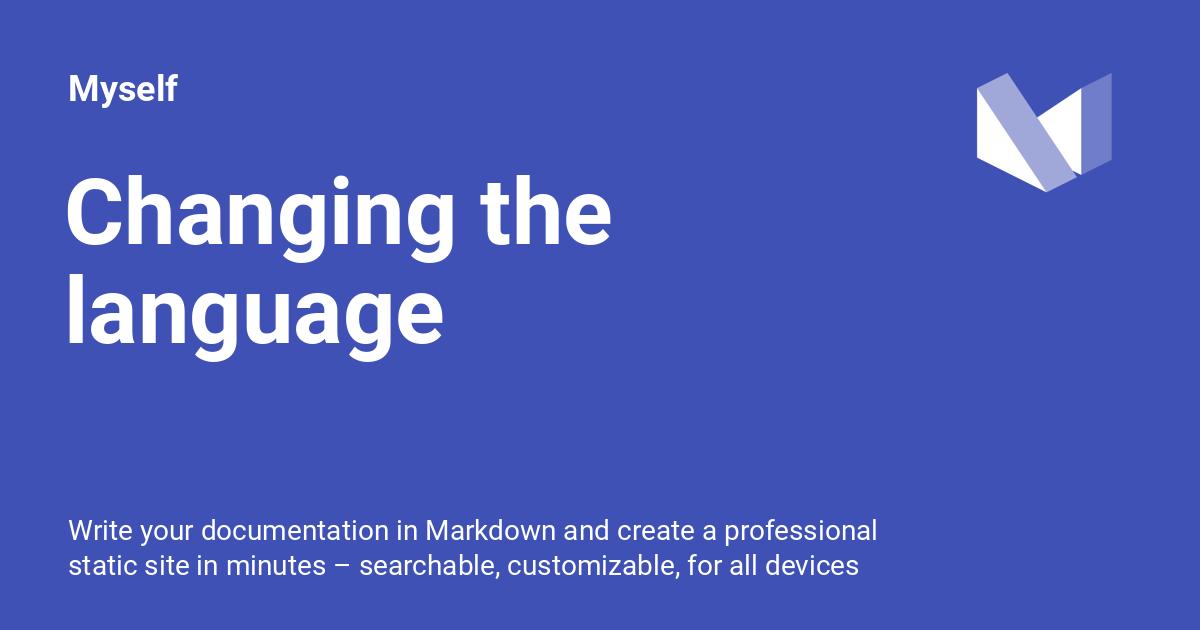 Myself
Changing the
language
Write your documentation in Markdown and create a professional
static site in minutes – searchable, customizable, for all devices